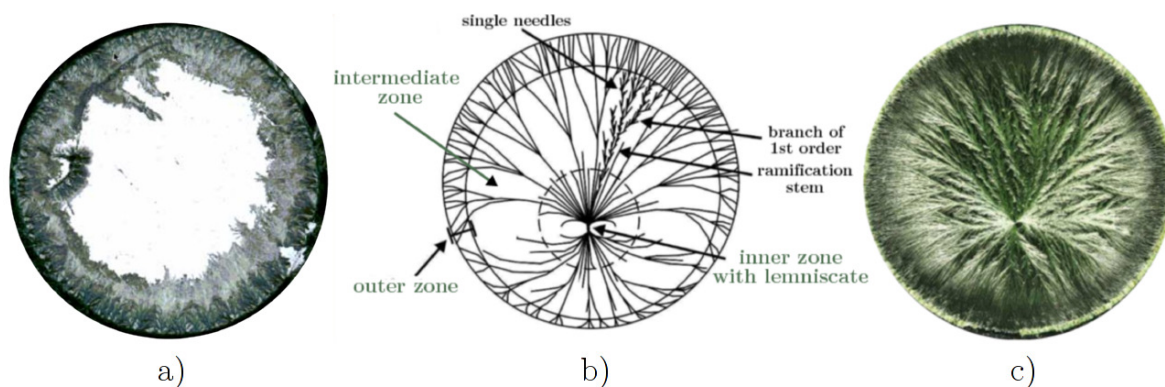 single needles
intermediate
zone
branch of
1st order
ramification
stem
inner zone
with lemniscate
outer zone
a)
b)
c)